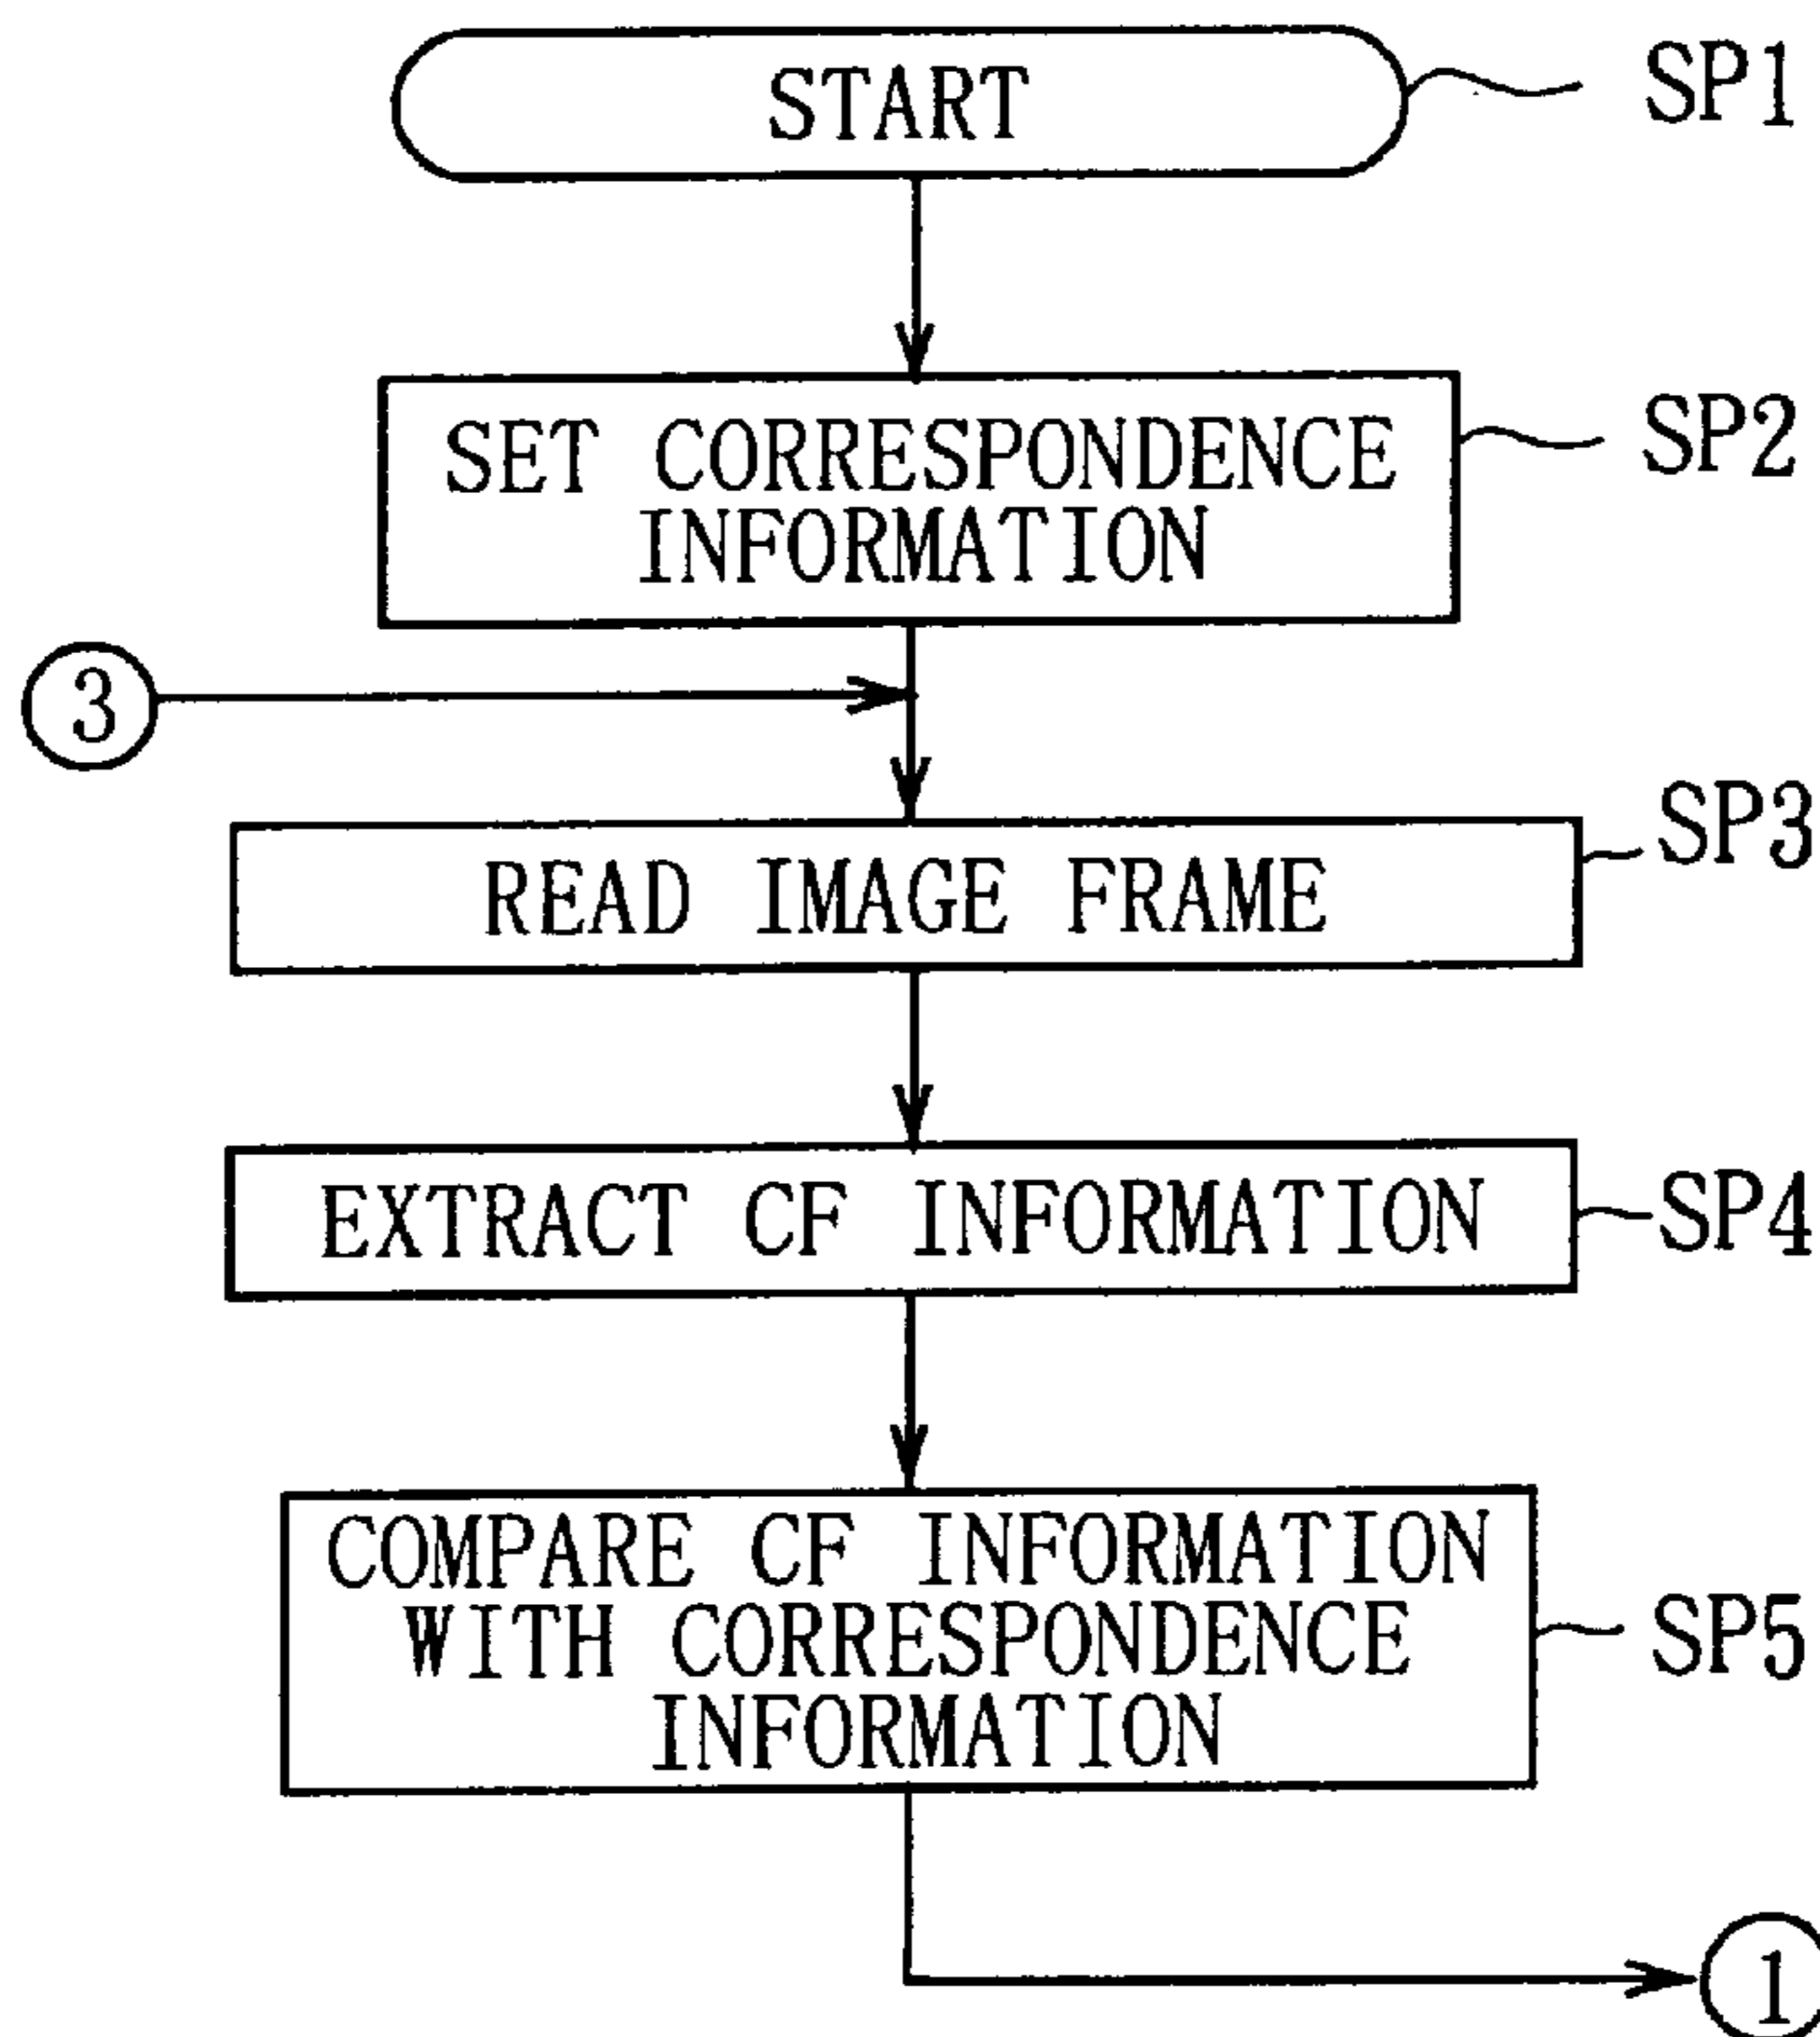 START
SP1
SET CORRESPONDENCE
INFORMATION
SP2
3
READ IMAGE FRAME
SP3
EXTRACT CF INFORMATION
SP4
COMPARE CF INFORMATION
WITH CORRESPONDENCE
INFORMATION
SP5
1